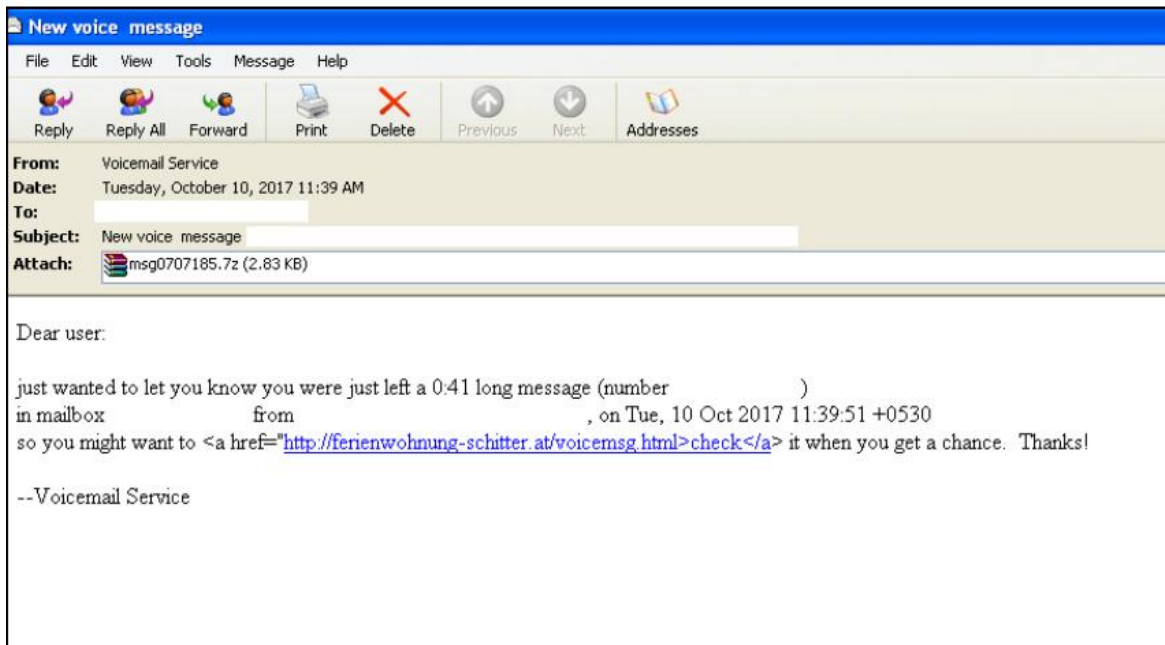 New voice  message
File Edit View Tools Message Help
Reply Reply All Forward Print Delete Previous Next Addresses
From: Voicemail Service
Date: Tuesday, October 10, 2017 11:39 AM
To:
Subject: New voice  message
Attach: msg0707185.7z (2.83 KB)
Dear user:
just wanted to let you know you were just left a 0:41 long message (number )
in mailbox from , on Tue, 10 Oct 2017 11:39:51 +0530
so you might want to <a href="http://ferienwohnung-schitter.at/voicemsg.html>check</a> it when you get a chance.  Thanks!
--Voicemail Service